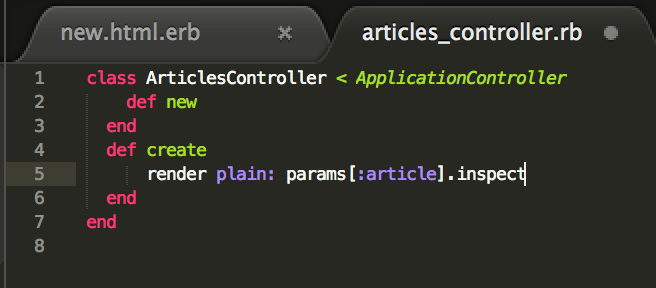 new.html.erb × articles_controller.rb
1 class ArticlesController < ApplicationController
2     def new
3   end
4   def create
5       render plain: params[:article].inspect
6   end
7 end
8